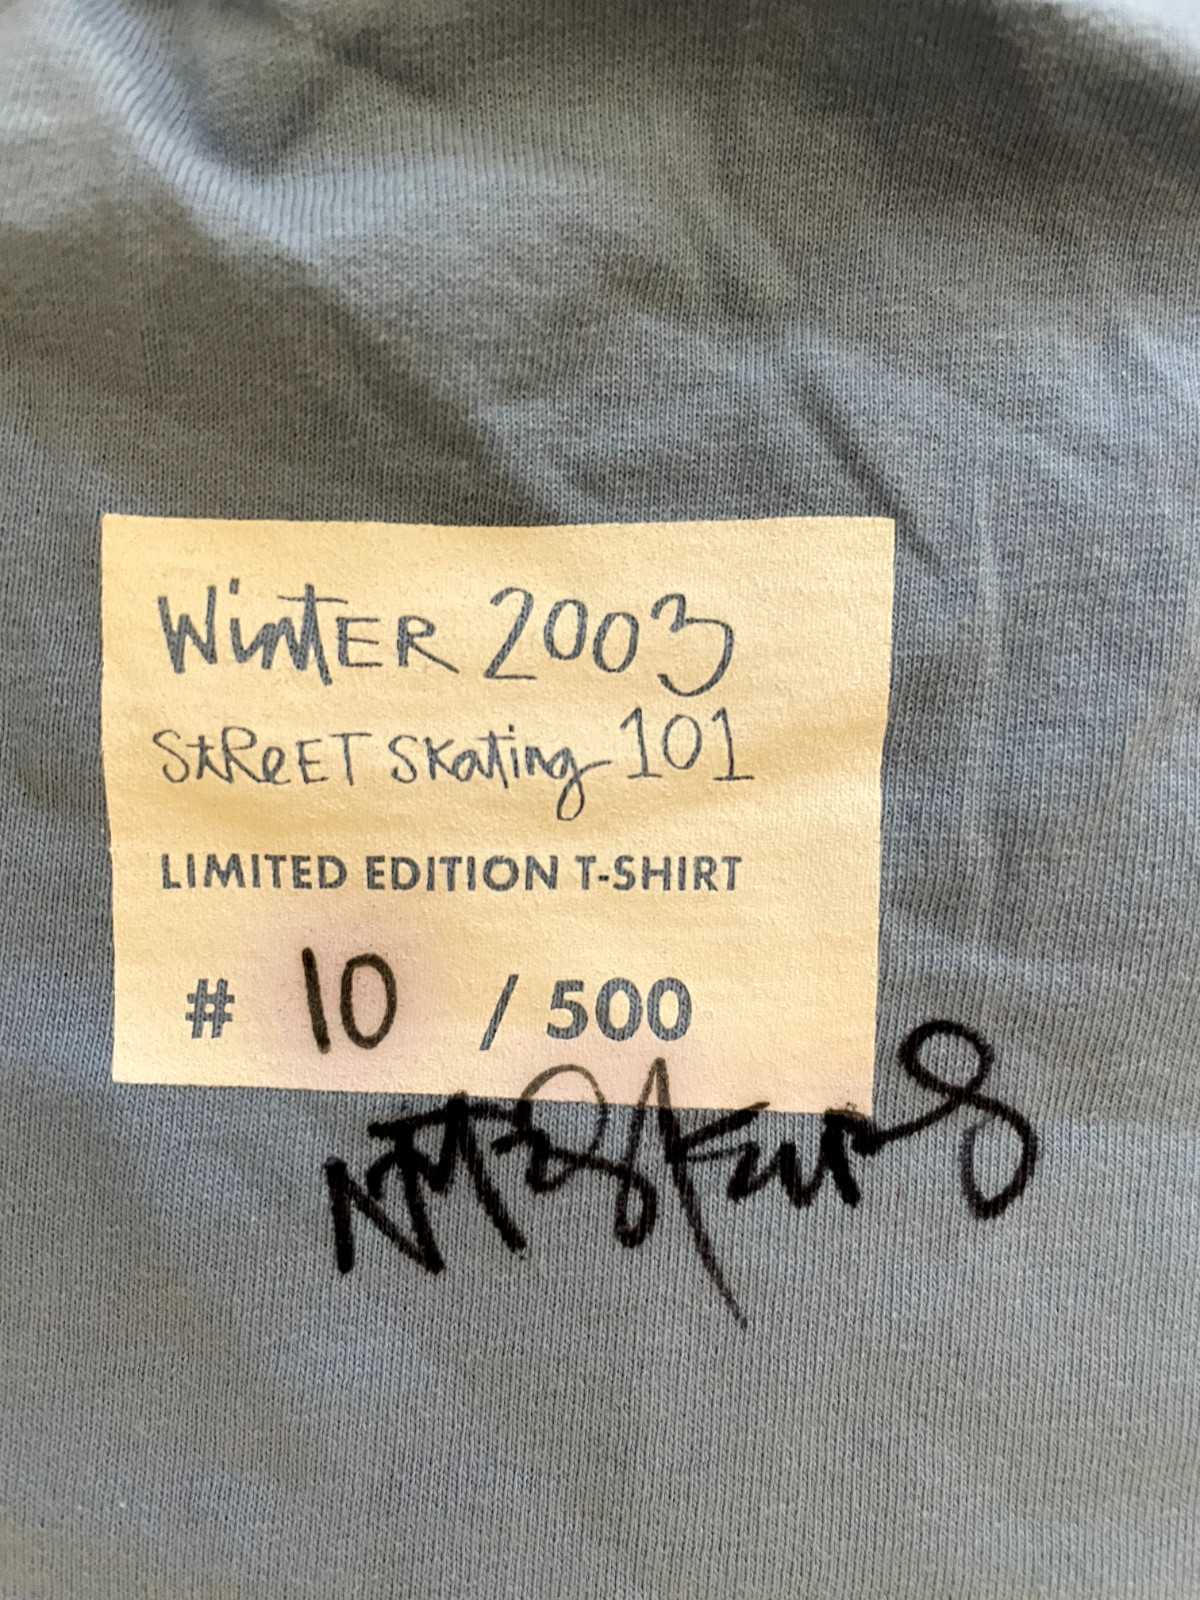 WinTER 2003
StReET Skating 101
LIMITED EDITION T-SHIRT
# 10 / 500